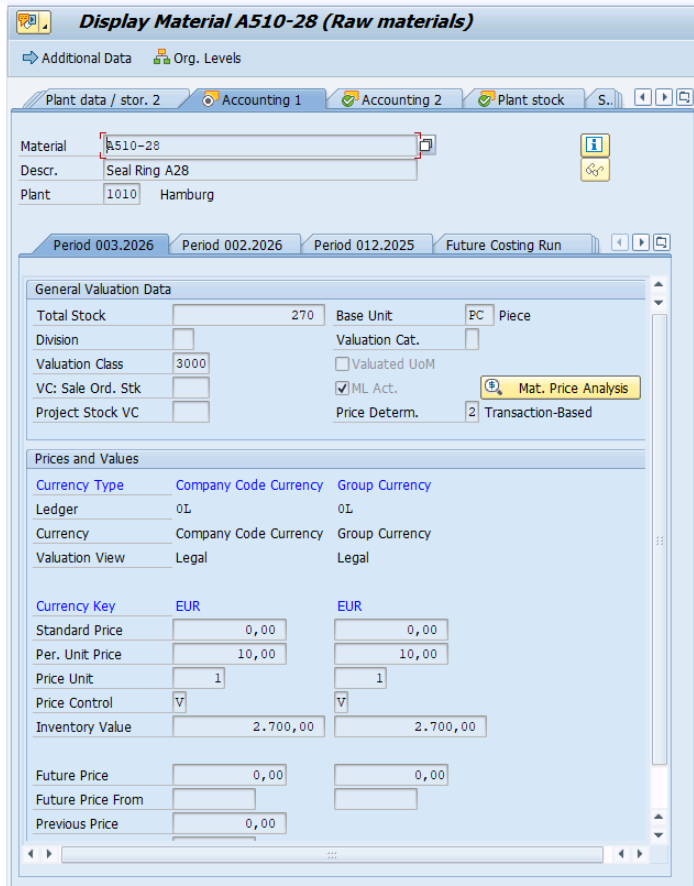 Display Material A510-28 (Raw materials)
Additional Data Org. Levels
Plant data / stor. 2 Accounting 1 Accounting 2 Plant stock S..
Material A510-28
Descr. Seal Ring A28
Plant 1010 Hamburg
Period 003.2026 Period 002.2026 Period 012.2025 Future Costing Run
General Valuation Data
Total Stock 270 Base Unit PC Piece
Division Valuation Cat.
Valuation Class 3000 Valuated UoM
VC: Sale Ord. Stk ML Act. Mat. Price Analysis
Project Stock VC Price Determ. 2 Transaction-Based
Prices and Values
Currency Type Company Code Currency Group Currency
Ledger 0L 0L
Currency Company Code Currency Group Currency
Valuation View Legal Legal
Currency Key EUR EUR
Standard Price 0,00 0,00
Per. Unit Price 10,00 10,00
Price Unit 1 1
Price Control V V
Inventory Value 2.700,00 2.700,00
Future Price 0,00 0,00
Future Price From
Previous Price 0,00